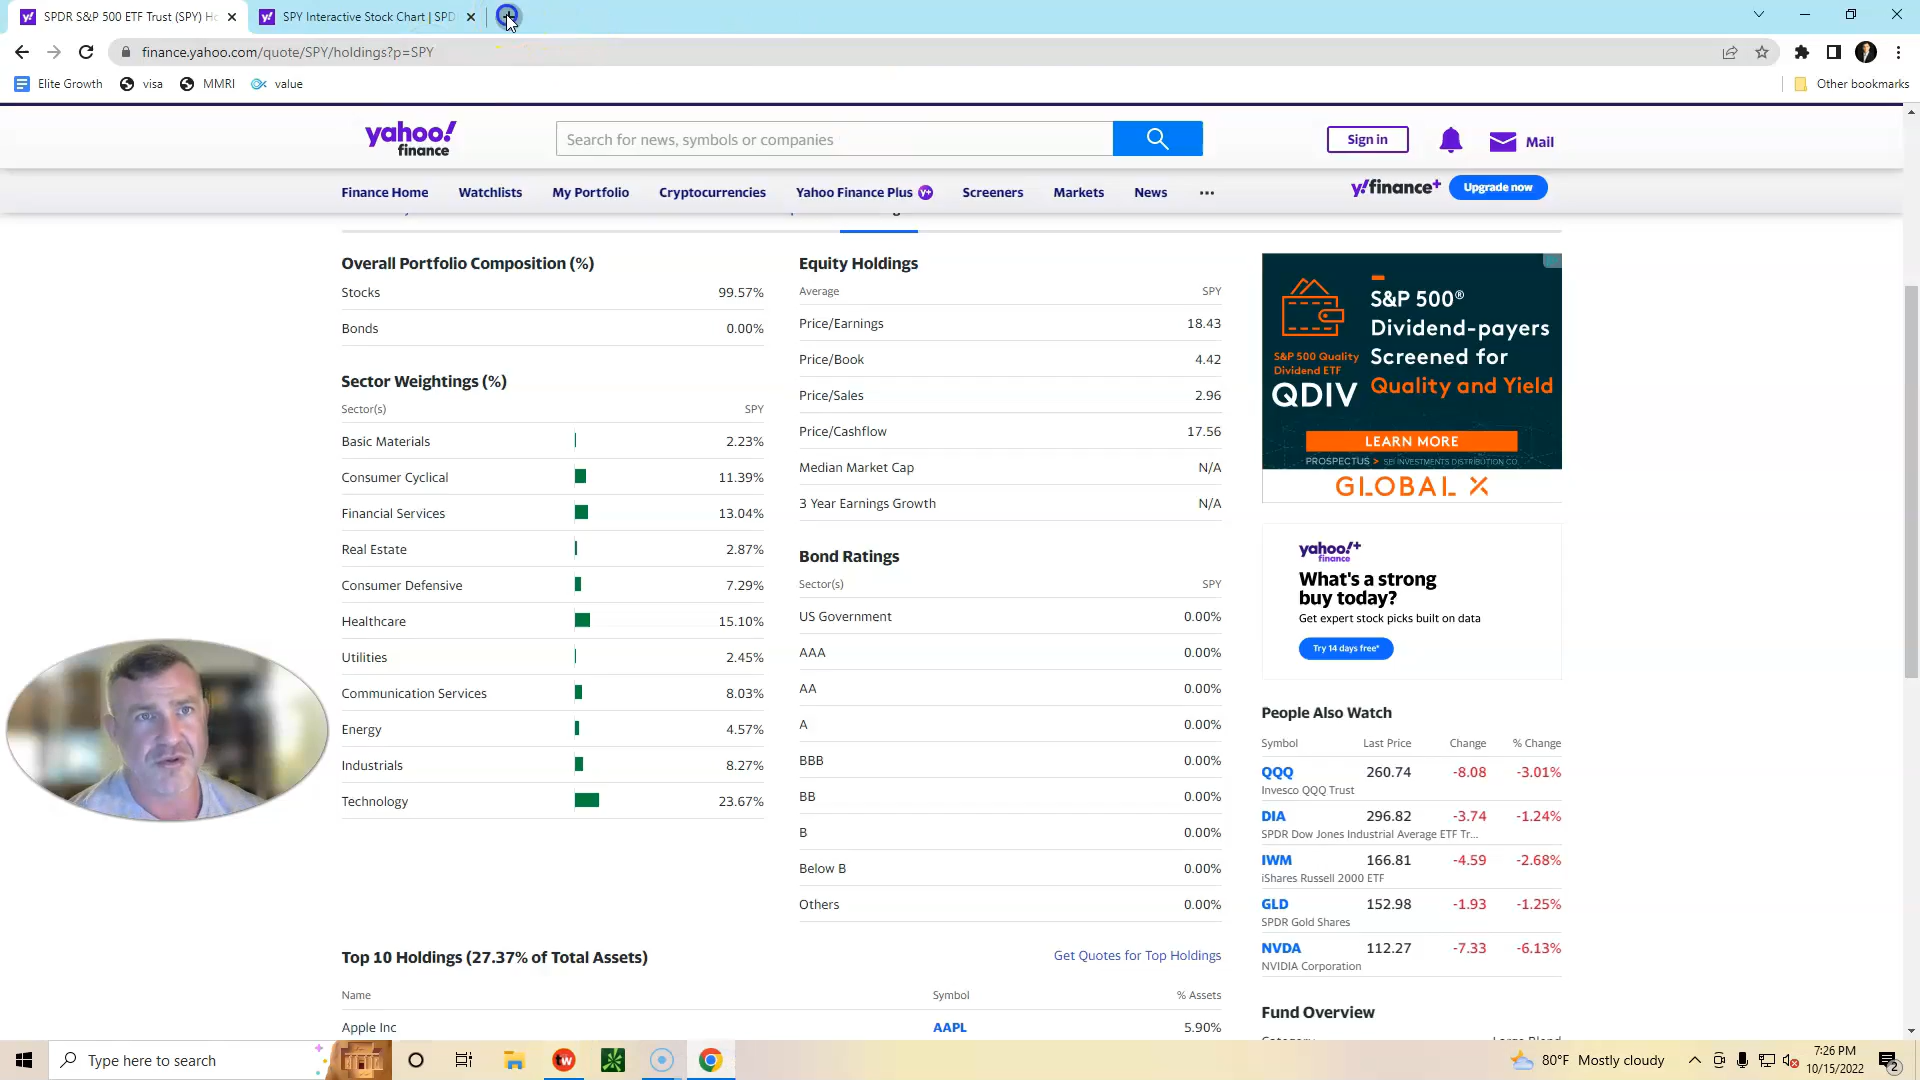 SPDR S&P 500 ETF Trust (SPY) Ho
SPY Interactive Stock Chart | SPD
finance.yahoo.com/quote/SPY/holdings?p=SPY
Elite Growth
visa
MMRI
value
Other bookmarks
yahoo!
finance
Search for news, symbols or companies
Sign in
Mail
Finance Home
Watchlists
My Portfolio
Cryptocurrencies
Yahoo Finance Plus
Screeners
Markets
News
y!finance+
Upgrade now
Overall Portfolio Composition (%)
Stocks 99.57%
Bonds 0.00%
Sector Weightings (%)
Sector(s) SPY
Basic Materials 2.23%
Consumer Cyclical 11.39%
Financial Services 13.04%
Real Estate 2.87%
Consumer Defensive 7.29%
Healthcare 15.10%
Utilities 2.45%
Communication Services 8.03%
Energy 4.57%
Industrials 8.27%
Technology 23.67%
Equity Holdings
Average SPY
Price/Earnings 18.43
Price/Book 4.42
Price/Sales 2.96
Price/Cashflow 17.56
Median Market Cap N/A
3 Year Earnings Growth N/A
Bond Ratings
Sector(s) SPY
US Government 0.00%
AAA 0.00%
AA 0.00%
A 0.00%
BBB 0.00%
BB 0.00%
B 0.00%
Below B 0.00%
Others 0.00%
Top 10 Holdings (27.37% of Total Assets)
Get Quotes for Top Holdings
Name Symbol % Assets
Apple Inc AAPL 5.90%
S&P 500®
Dividend-payers
Screened for
Quality and Yield
S&P 500 Quality
Dividend ETF
QDIV
LEARN MORE
PROSPECTUS > SEI INVESTMENTS DISTRIBUTION CO.
GLOBAL X
yahoo!+
finance
What's a strong
buy today?
Get expert stock picks built on data
Try 14 days free*
People Also Watch
Symbol Last Price Change % Change
QQQ 260.74 -8.08 -3.01%
Invesco QQQ Trust
DIA 296.82 -3.74 -1.24%
SPDR Dow Jones Industrial Average ETF Tr...
IWM 166.81 -4.59 -2.68%
iShares Russell 2000 ETF
GLD 152.98 -1.93 -1.25%
SPDR Gold Shares
NVDA 112.27 -7.33 -6.13%
NVIDIA Corporation
Fund Overview
Type here to search
tw
80°F Mostly cloudy
7:26 PM
10/15/2022
2